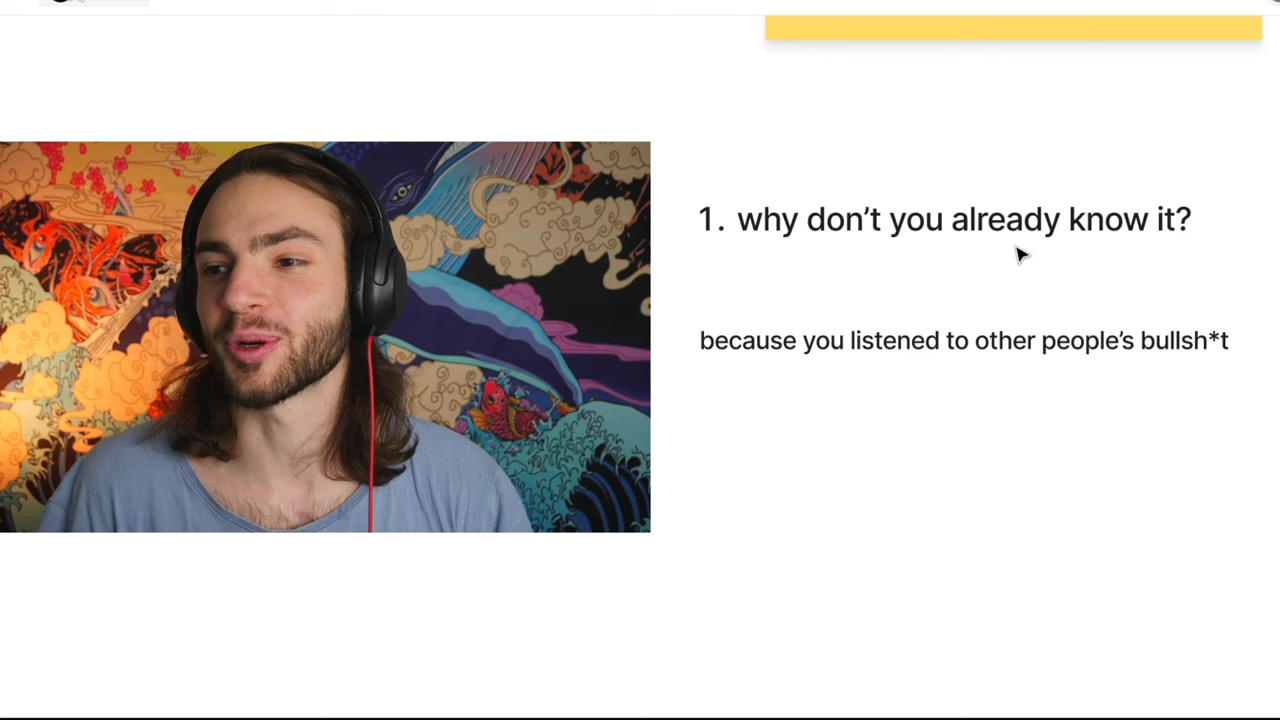 1. why don’t you already know it?
because you listened to other people’s bullsh*t